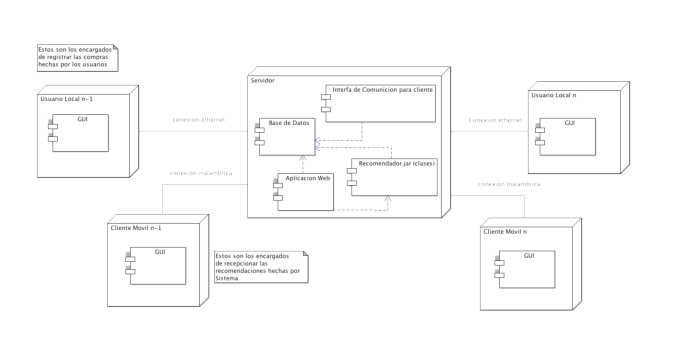 Estos son los encargados
de registrar las compras
hechas por los usuarios
Servidor
Interfa de Comunicion para cliente
Usuario Local n-1
GUI
Usuario Local n
GUI
conexion ethernet
Base de Datos
Conexion ethernet
Recomendador.jar (clases)
conexion inalambrica
Aplicacion Web
conexion Inalambrica
Cliente Movil n-1
GUI
Cliente Movil n
GUI
Estos son los encargados
de recepcionar las
recomendaciones hechas por
Sistema